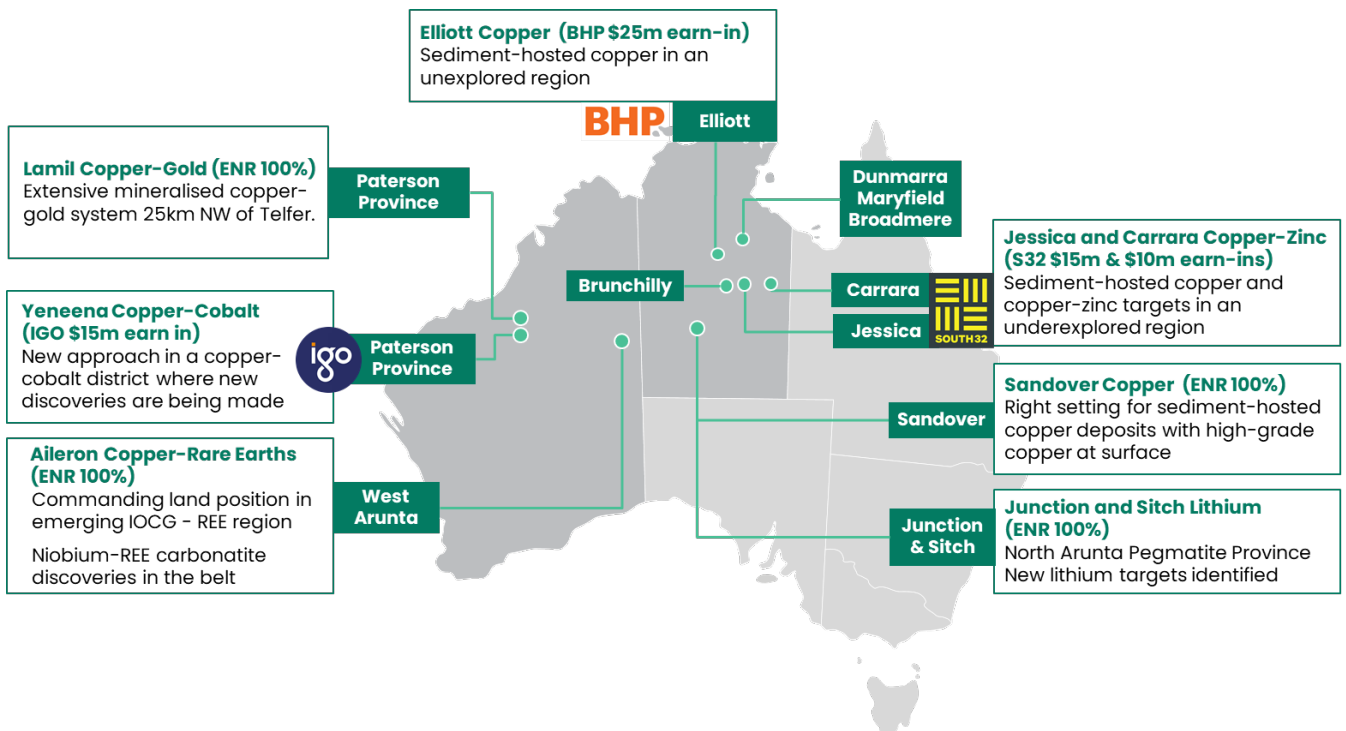 Elliott Copper (BHP $25m earn-in)
Sediment-hosted copper in an
unexplored region
BHP
Elliott
Lamil Copper-Gold (ENR 100%)
Extensive mineralised copper-
gold system 25km NW of Telfer.
Paterson
Province
Dunmarra
Maryfield
Broadmere
Jessica and Carrara Copper-Zinc
(S32 $15m & $10m earn-ins)
Sediment-hosted copper and
copper-zinc targets in an
underexplored region
Brunchilly
Carrara
Jessica
SOUTH32
Yeneena Copper-Cobalt
(IGO $15m earn in)
New approach in a copper-
cobalt district where new
discoveries are being made
igo
Paterson
Province
Sandover Copper (ENR 100%)
Right setting for sediment-hosted
copper deposits with high-grade
copper at surface
Sandover
Aileron Copper-Rare Earths
(ENR 100%)
Commanding land position in
emerging IOCG - REE region
Niobium-REE carbonatite
discoveries in the belt
West
Arunta
Junction
& Sitch
Junction and Sitch Lithium
(ENR 100%)
North Arunta Pegmatite Province
New lithium targets identified